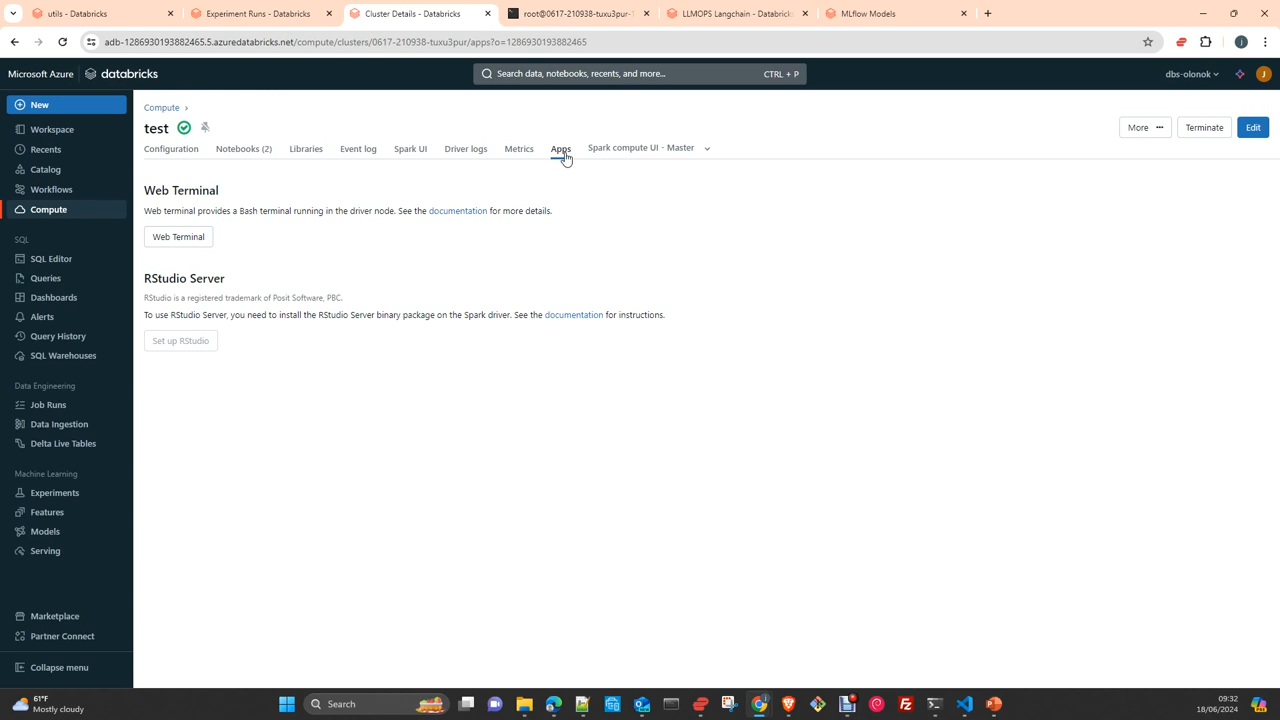 utils - Databricks
Experiment Runs - Databricks
Cluster Details - Databricks
root@0617-210938-tuxu3pur-1
LLMOPS Langchain - Databricks
MLflow Models
adb-1286930193882465.5.azuredatabricks.net/compute/clusters/0617-210938-tuxu3pur/apps?o=1286930193882465
Microsoft Azure
databricks
Search data, notebooks, recents, and more...
CTRL + P
dbs-olonok
J
New
Workspace
Recents
Catalog
Workflows
Compute
SQL
SQL Editor
Queries
Dashboards
Alerts
Query History
SQL Warehouses
Data Engineering
Job Runs
Data Ingestion
Delta Live Tables
Machine Learning
Experiments
Features
Models
Serving
Marketplace
Partner Connect
Collapse menu
Compute
test
More
Terminate
Edit
Configuration
Notebooks (2)
Libraries
Event log
Spark UI
Driver logs
Metrics
Apps
Spark compute UI - Master
Web Terminal
Web terminal provides a Bash terminal running in the driver node. See the documentation for more details.
Web Terminal
RStudio Server
RStudio is a registered trademark of Posit Software, PBC.
To use RStudio Server, you need to install the RStudio Server binary package on the Spark driver. See the documentation for instructions.
Set up RStudio
61°F
Mostly cloudy
Search
09:32
18/06/2024